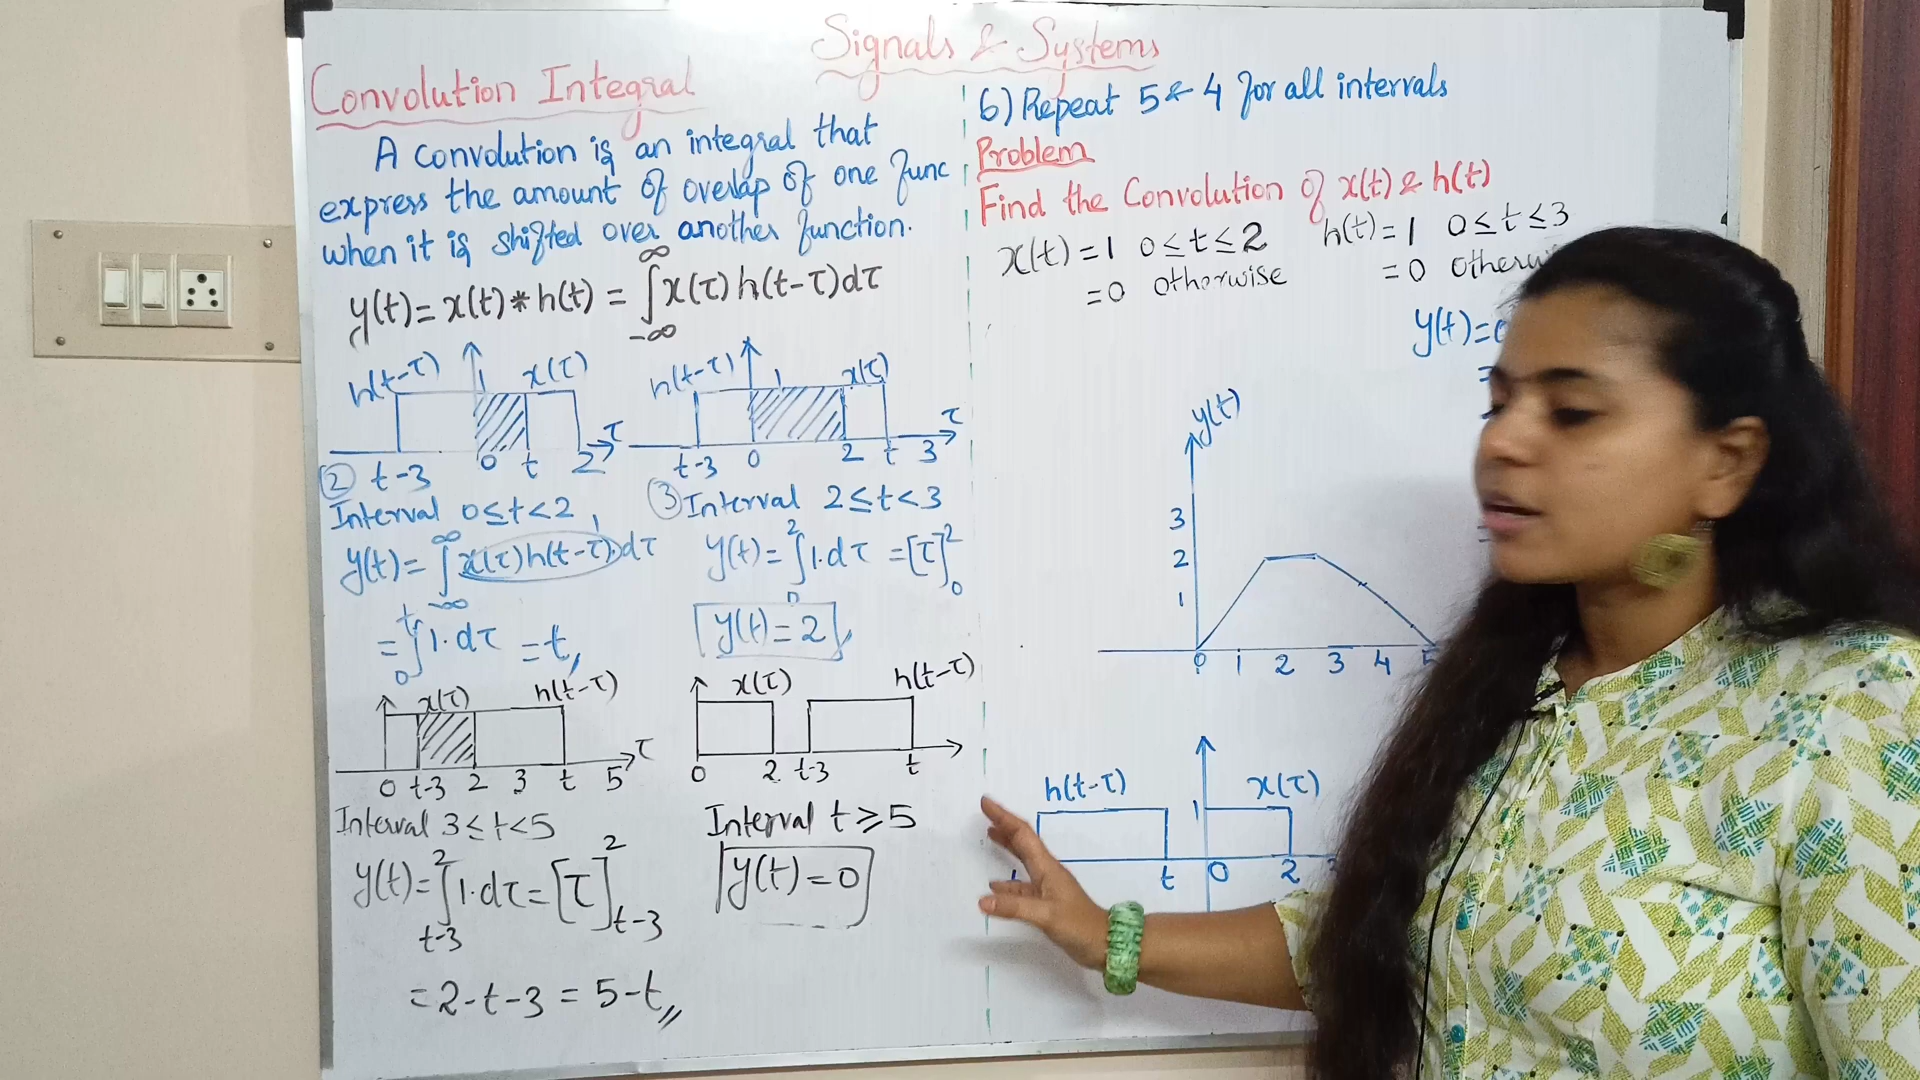 Signals & Systems
Convolution Integral
A convolution is an integral that
express the amount of overlap of one func
when it is shifted over another function.
y(t) = x(t) * h(t) = ∫_{-∞}^{∞} x(τ) h(t-τ) dτ
h(t-τ) 1 x(τ)
τ
t-3 0 t 2
② Interval 0≤t<2
y(t) = ∫_{-∞}^{∞} x(τ) h(t-τ) dτ
1
= ∫_{0}^{t} 1.dτ = t,,
h(t-τ) 1 x(τ)
τ
t-3 0 2 t 3
③ Interval 2≤t<3
y(t) = ∫_{0}^{2} 1.dτ = [τ]_{0}^{2}
y(t) = 2,,
x(τ) h(t-τ)
τ
0 t-3 2 3 t 5
Interval 3≤t<5
y(t) = ∫_{t-3}^{2} 1.dτ = [τ]_{t-3}^{2}
= 2-t-3 = 5-t,,
x(τ) h(t-τ)
0 2 t-3 t
Interval t≥5
y(t) = 0
6) Repeat 5 & 4 for all intervals
Problem
Find the Convolution of x(t) & h(t)
x(t) = 1 0≤t≤2 h(t) = 1 0≤t≤3
= 0 otherwise = 0
y(t) =
y(t)
3
2
1
0 1 2 3 4 5
h(t-τ) x(τ)
1
t 0 2